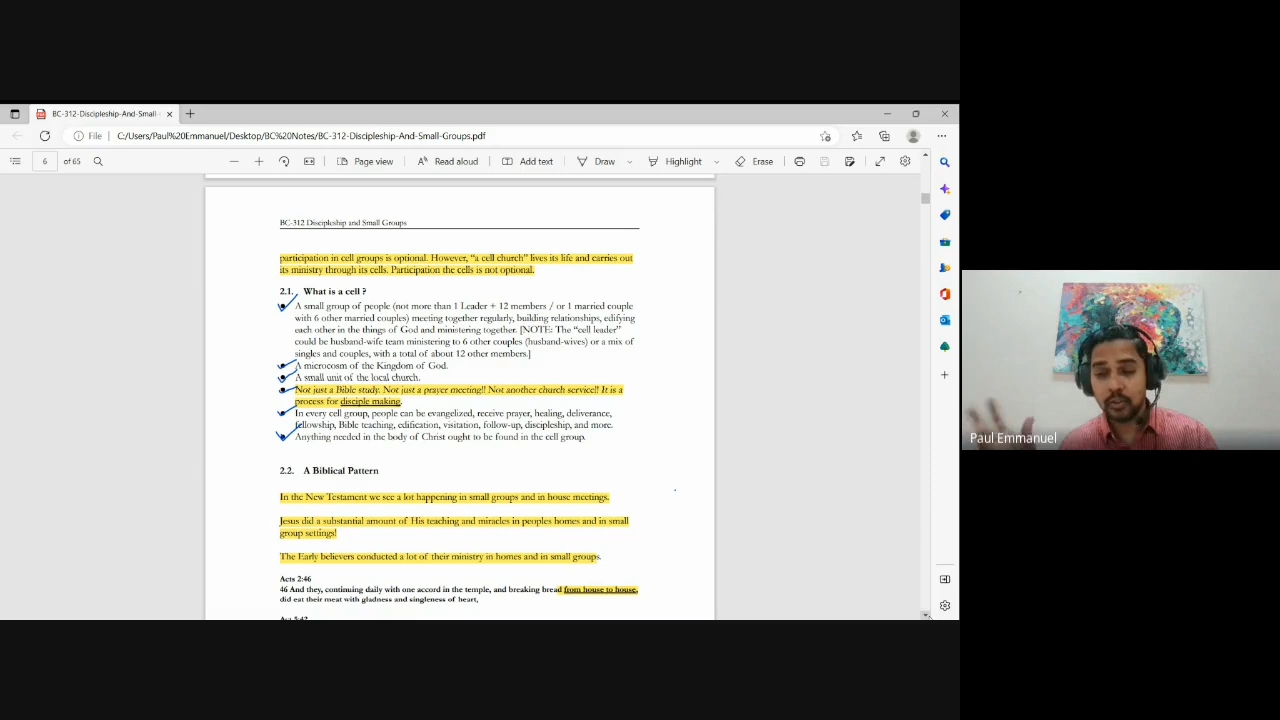 BC-312-Discipleship-And-Small-
File
C:/Users/Paul%20Emmanuel/Desktop/BC%20Notes/BC-312-Discipleship-And-Small-Groups.pdf
6 of 65
Page view
Read aloud
Add text
Draw
Highlight
Erase
BC-312 Discipleship and Small Groups
participation in cell groups is optional. However, "a cell church" lives its life and carries out
its ministry through its cells. Participation the cells is not optional.
2.1. What is a cell ?
A small group of people (not more than 1 Leader + 12 members / or 1 married couple
with 6 other married couples) meeting together regularly, building relationships, edifying
each other in the things of God and ministering together. [NOTE: The "cell leader"
could be husband-wife team ministering to 6 other couples (husband-wives) or a mix of
singles and couples, with a total of about 12 other members.]
A microcosm of the Kingdom of God.
A small unit of the local church.
Not just a Bible study. Not just a prayer meeting!! Not another church service!! It is a
process for disciple making.
In every cell group, people can be evangelized, receive prayer, healing, deliverance,
fellowship, Bible teaching, edification, visitation, follow-up, discipleship, and more.
Anything needed in the body of Christ ought to be found in the cell group.
2.2. A Biblical Pattern
In the New Testament we see a lot happening in small groups and in house meetings.
Jesus did a substantial amount of His teaching and miracles in peoples homes and in small
group settings!
The Early believers conducted a lot of their ministry in homes and in small groups.
Acts 2:46
46 And they, continuing daily with one accord in the temple, and breaking bread from house to house,
did eat their meat with gladness and singleness of heart,
Paul Emmanuel